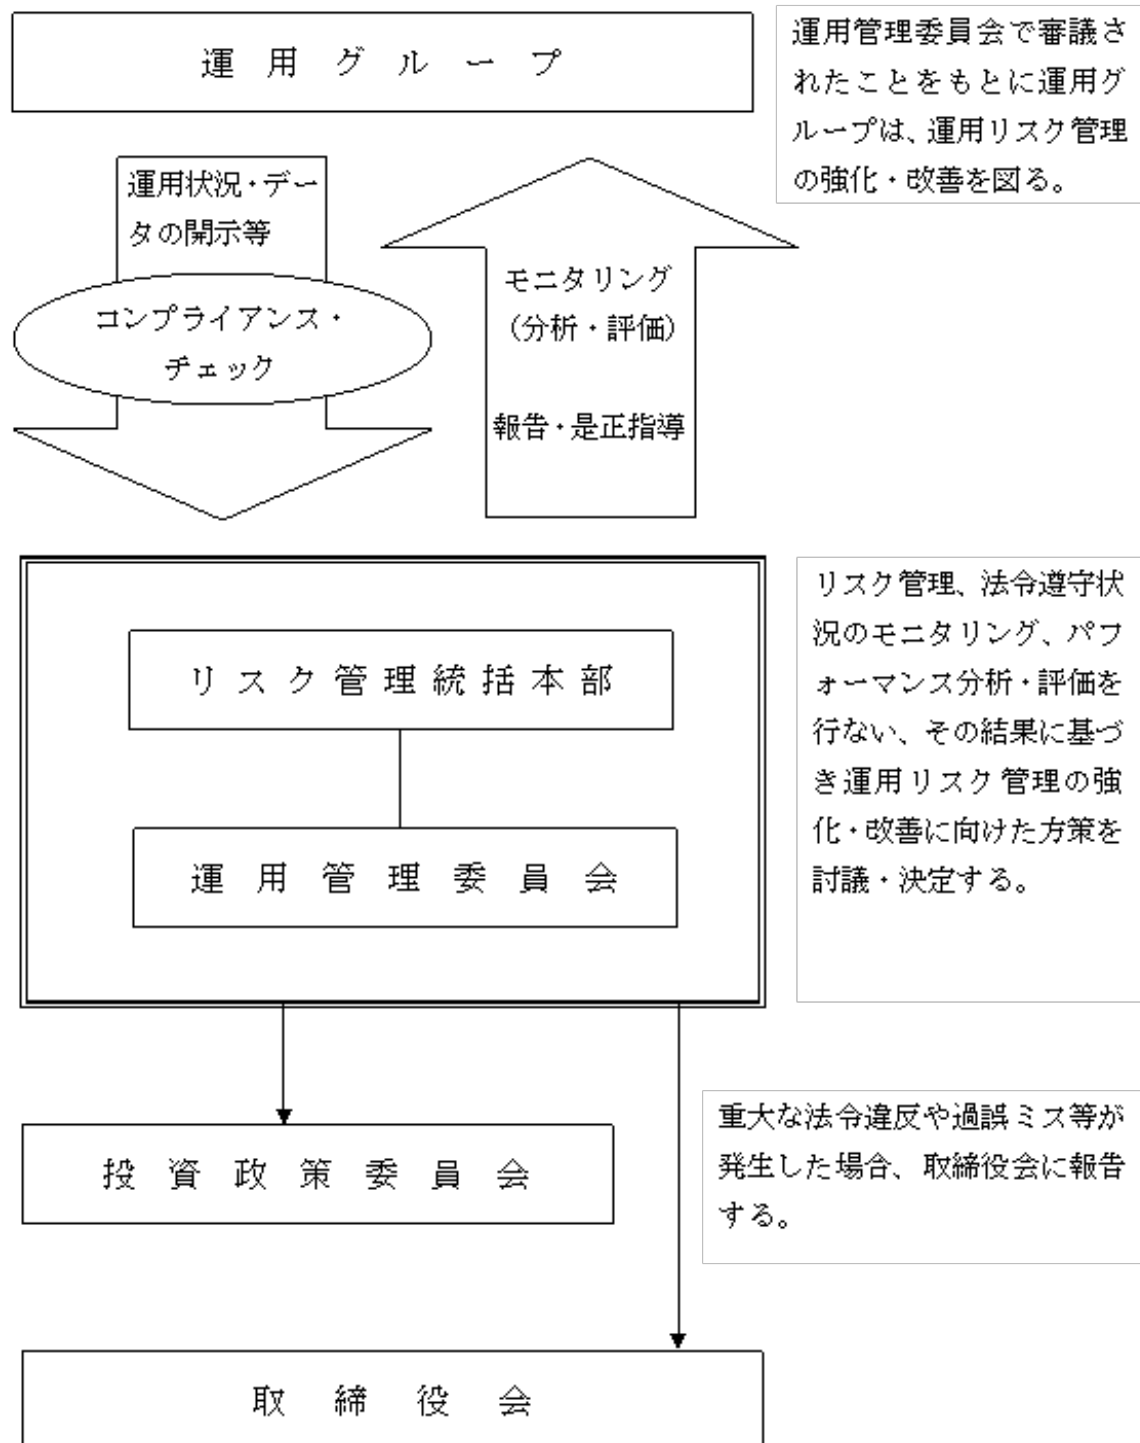 運用グループ
運用管理委員会で審議さ
れたことをもとに運用グ
ループは、運用リスク管理
の強化・改善を図る。
運用状況・デー
タの開示等
コンプライアンス・
チェック
モニタリング
(分析・評価)
報告・是正指導
リスク管理統括本部
運用管理委員会
リスク管理、法令遵守状
況のモニタリング、パフ
ォーマンス分析・評価を
行ない、その結果に基づ
き運用リスク管理の強
化・改善に向けた方策を
討議・決定する。
投資政策委員会
重大な法令違反や過誤ミス等が
発生した場合、取締役会に報告
する。
取締役会